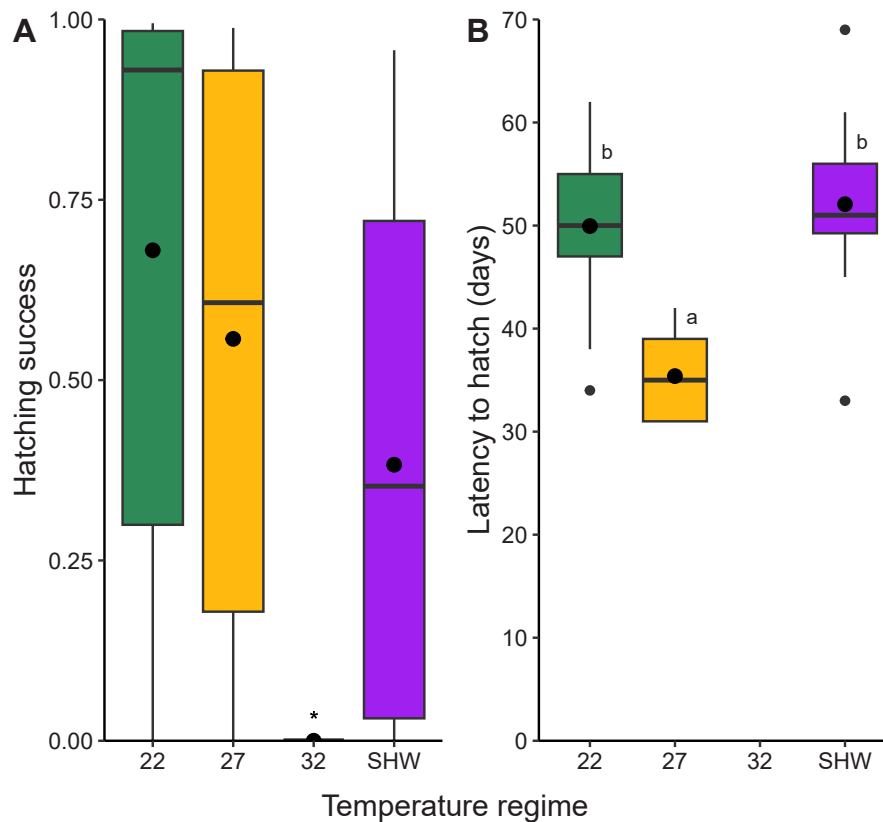 A
Hatching success
1.00
0.75
0.50
0.25
0.00
*
22 27 32 SHW
B
Latency to hatch (days)
70
60
50
40
30
20
10
0
b
a
b
22 27 32 SHW
Temperature regime